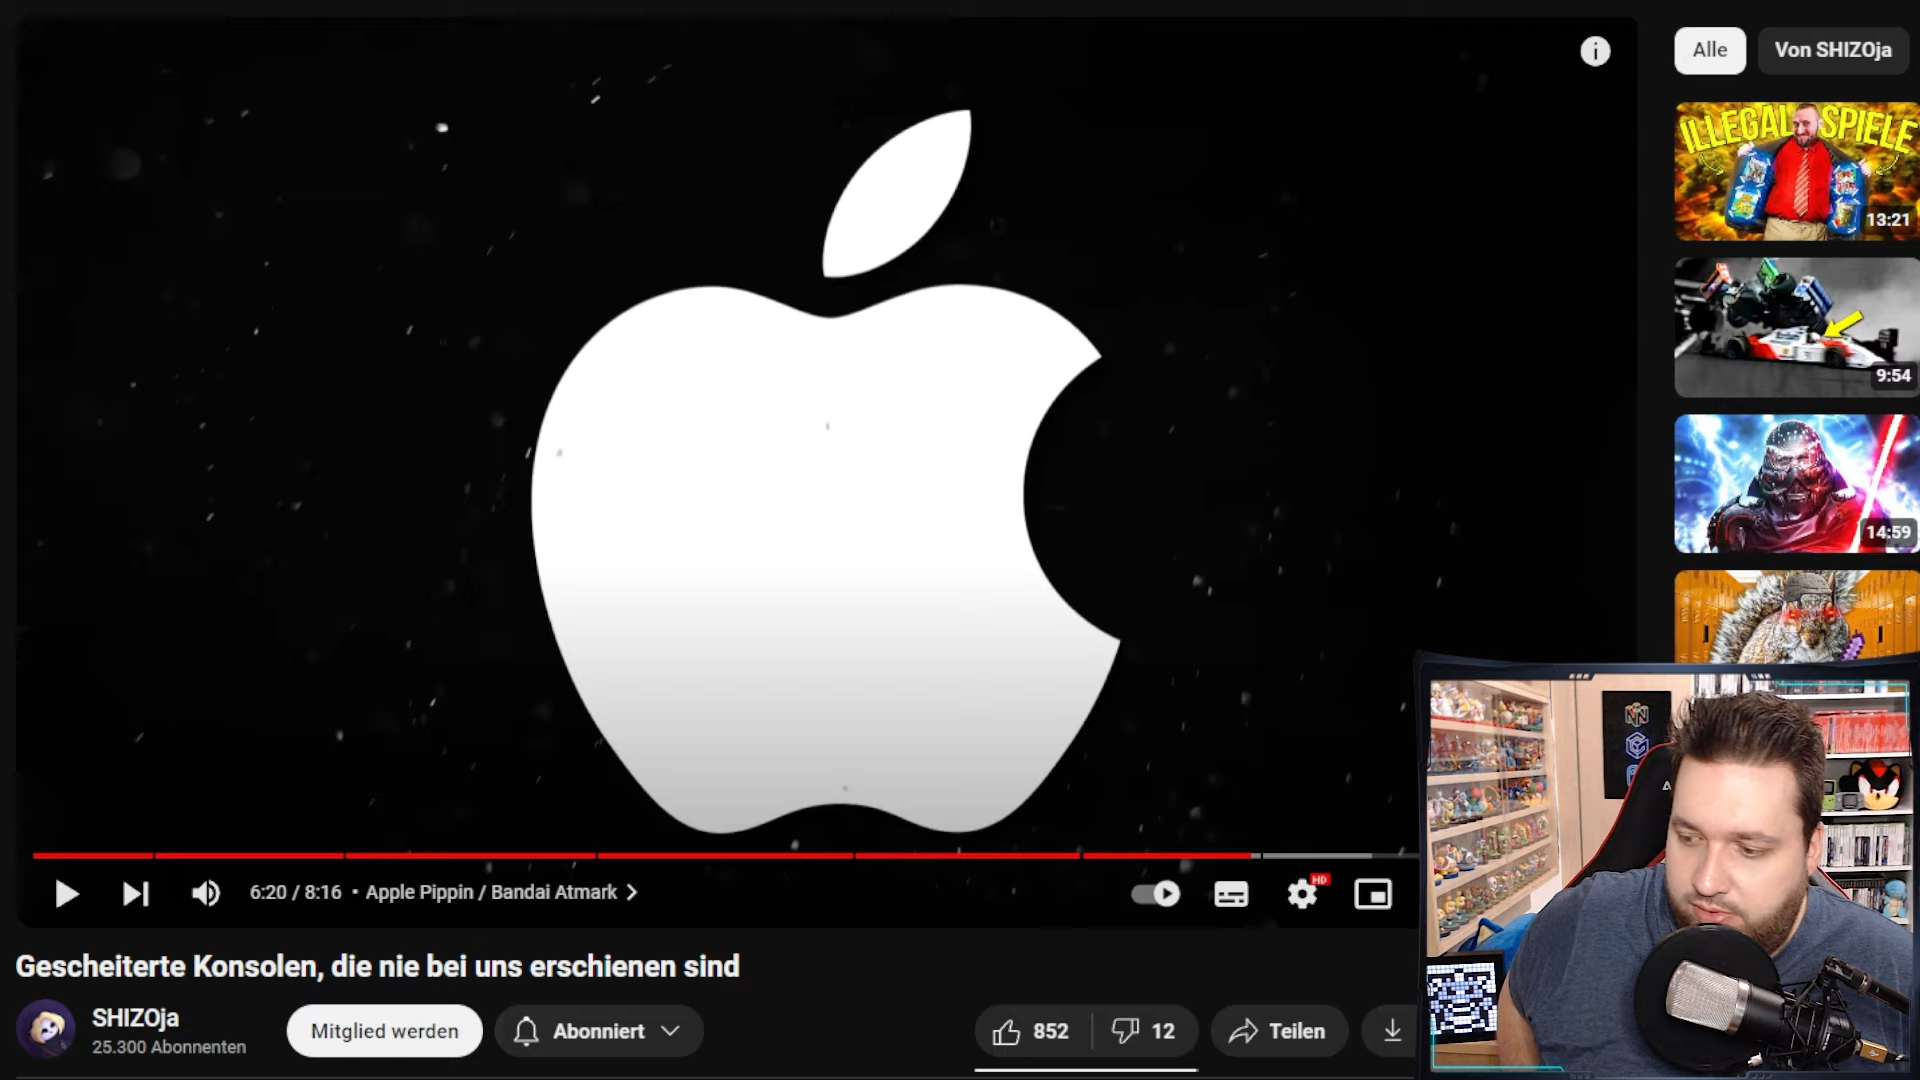 Alle
Von SHIZOja
ILLEGAL SPIELE
13:21
9:54
14:59
6:20 / 8:16 • Apple Pippin / Bandai Atmark
HD
Gescheiterte Konsolen, die nie bei uns erschienen sind
SHIZOja
25.300 Abonnenten
Mitglied werden
Abonniert
852
12
Teilen